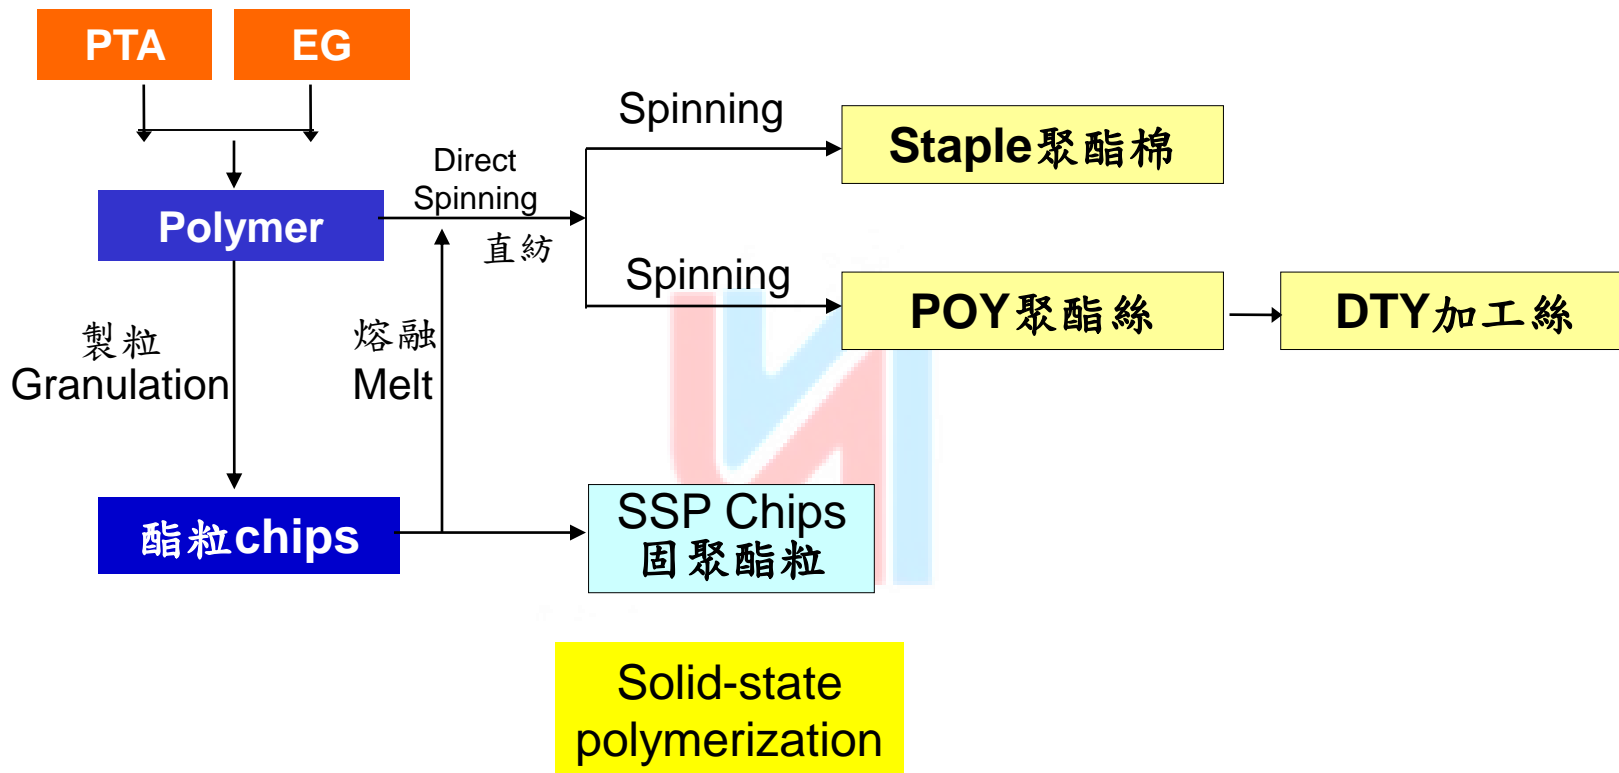 PTA
EG
Spinning
Staple聚酯棉
Direct
Spinning
直紡
Polymer
Spinning
POY聚酯絲
DTY加工絲
製粒
Granulation
熔融
Melt
酯粒chips
SSP Chips
固聚酯粒
Solid-state
polymerization